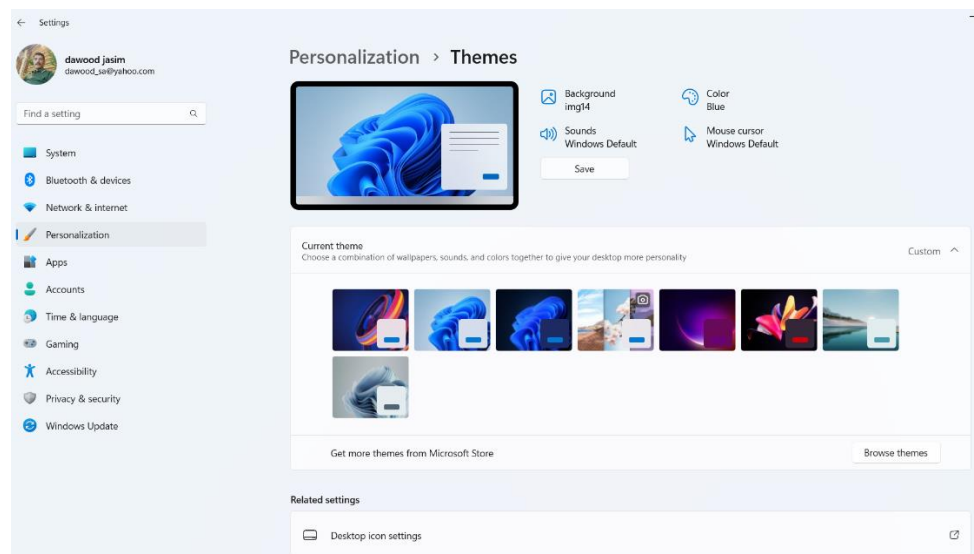 Settings
dawood jasim
dawood_sa@yahoo.com
Find a setting
System
Bluetooth & devices
Network & internet
Personalization
Apps
Accounts
Time & language
Gaming
Accessibility
Privacy & security
Windows Update
Personalization > Themes
Background
img14
Color
Blue
Sounds
Windows Default
Mouse cursor
Windows Default
Save
Current theme
Choose a combination of wallpapers, sounds, and colors together to give your desktop more personality
Custom
Get more themes from Microsoft Store
Browse themes
Related settings
Desktop icon settings